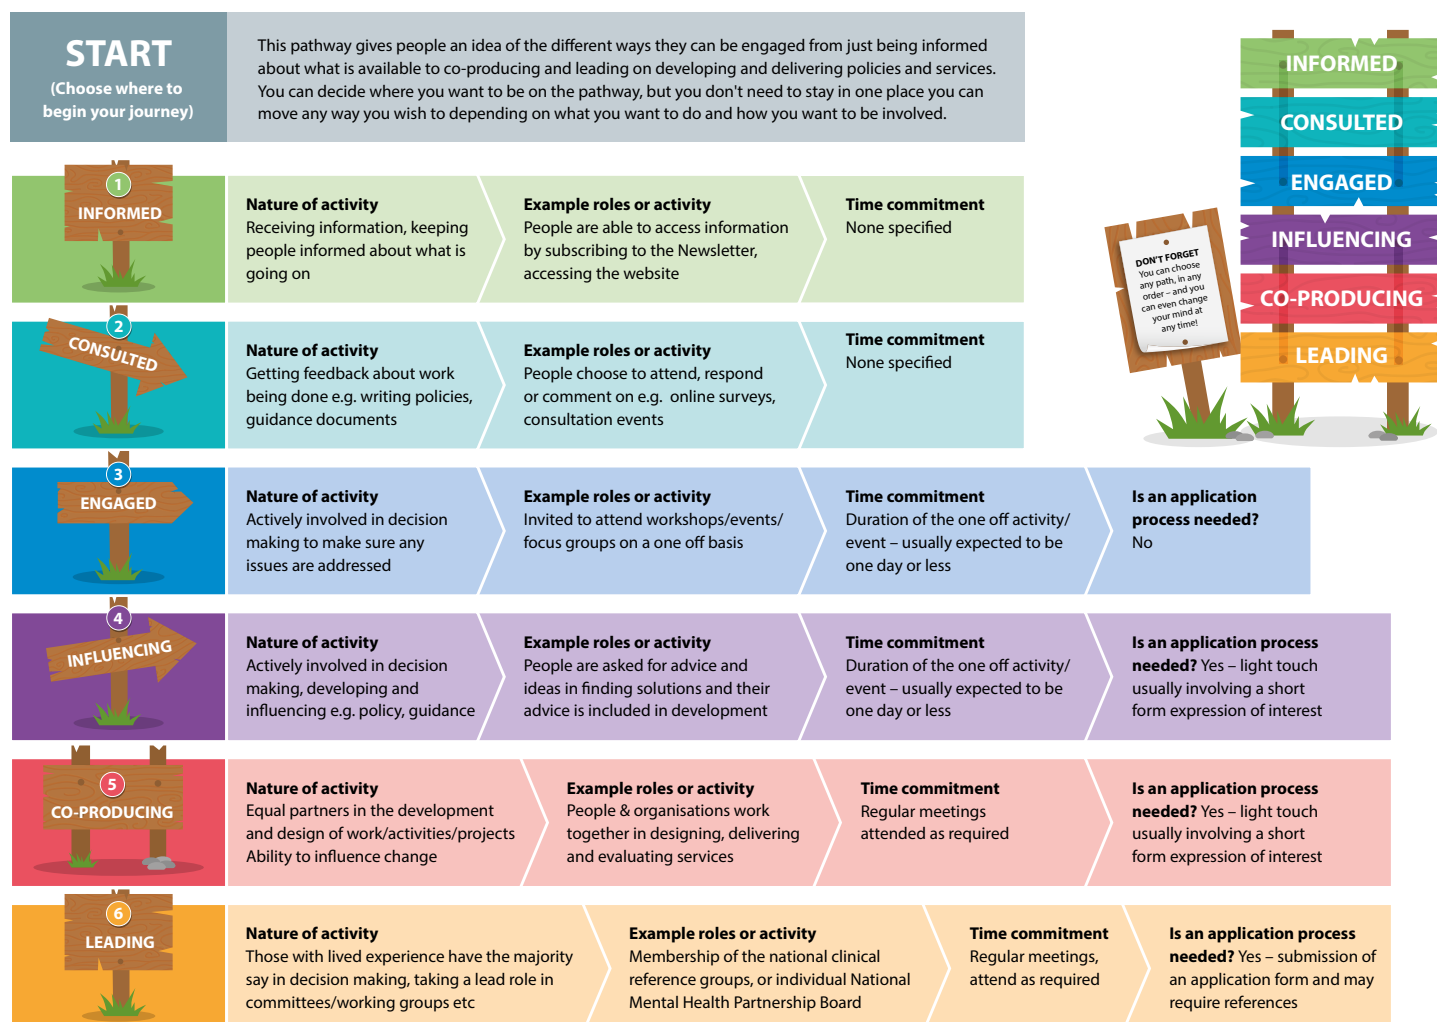 START
(Choose where to
begin your journey)
This pathway gives people an idea of the different ways they can be engaged from just being informed
about what is available to co-producing and leading on developing and delivering policies and services.
You can decide where you want to be on the pathway, but you don't need to stay in one place you can
move any way you wish to depending on what you want to do and how you want to be involved.
INFORMED
CONSULTED
ENGAGED
INFLUENCING
CO-PRODUCING
LEADING
DON'T FORGET
You can choose
any path, in any
order – and you
can even change
your mind at
any time!
1
INFORMED
Nature of activity
Receiving information, keeping
people informed about what is
going on
Example roles or activity
People are able to access information
by subscribing to the Newsletter,
accessing the website
Time commitment
None specified
2
CONSULTED
Nature of activity
Getting feedback about work
being done e.g. writing policies,
guidance documents
Example roles or activity
People choose to attend, respond
or comment on e.g. online surveys,
consultation events
Time commitment
None specified
3
ENGAGED
Nature of activity
Actively involved in decision
making to make sure any
issues are addressed
Example roles or activity
Invited to attend workshops/events/
focus groups on a one off basis
Time commitment
Duration of the one off activity/
event – usually expected to be
one day or less
Is an application
process needed?
No
4
INFLUENCING
Nature of activity
Actively involved in decision
making, developing and
influencing e.g. policy, guidance
Example roles or activity
People are asked for advice and
ideas in finding solutions and their
advice is included in development
Time commitment
Duration of the one off activity/
event – usually expected to be
one day or less
Is an application process
needed? Yes – light touch
usually involving a short
form expression of interest
5
CO-PRODUCING
Nature of activity
Equal partners in the development
and design of work/activities/projects
Ability to influence change
Example roles or activity
People & organisations work
together in designing, delivering
and evaluating services
Time commitment
Regular meetings
attended as required
Is an application process
needed? Yes – light touch
usually involving a short
form expression of interest
6
LEADING
Nature of activity
Those with lived experience have the majority
say in decision making, taking a lead role in
committees/working groups etc
Example roles or activity
Membership of the national clinical
reference groups, or individual National
Mental Health Partnership Board
Time commitment
Regular meetings,
attend as required
Is an application process
needed? Yes – submission of
an application form and may
require references